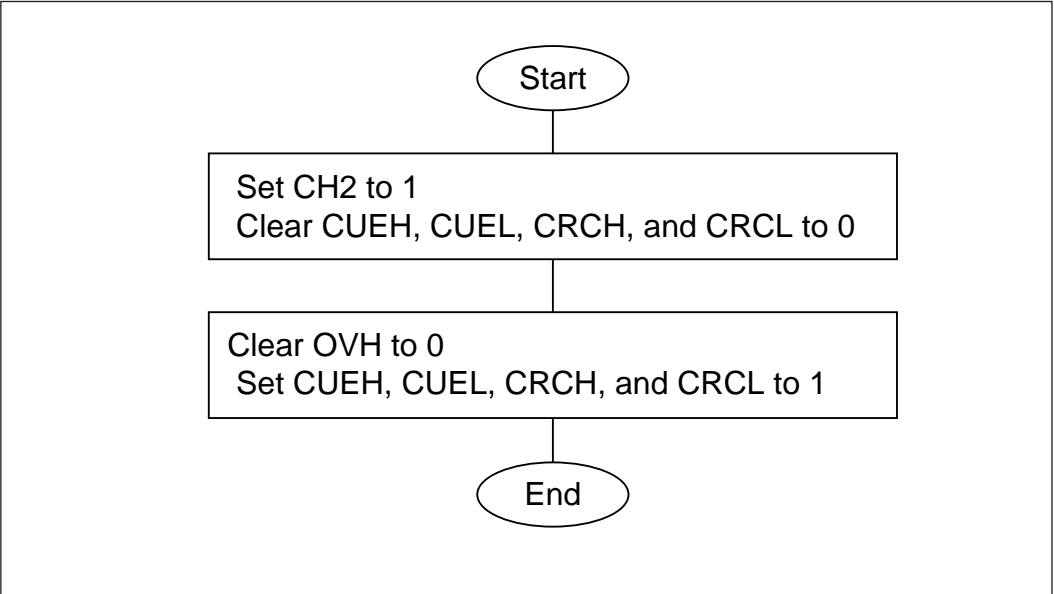 Start
Set CH2 to 1
Clear CUEH, CUEL, CRCH, and CRCL to 0
Clear OVH to 0
Set CUEH, CUEL, CRCH, and CRCL to 1
End